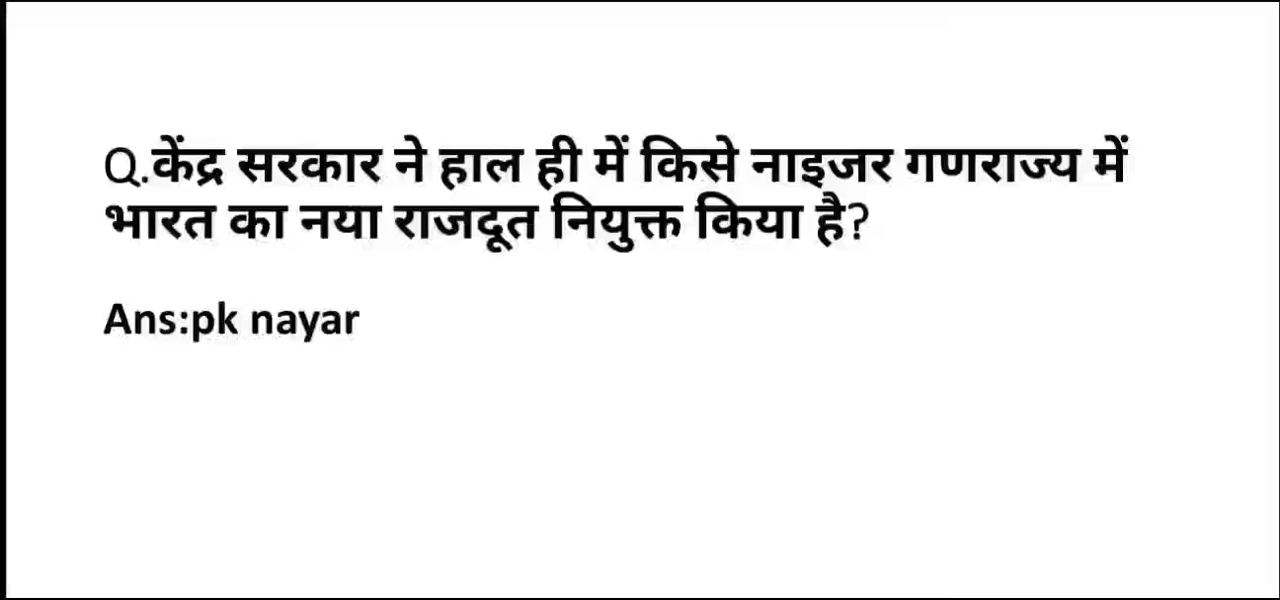 Q.केंद्र सरकार ने हाल ही में किसे नाइजर गणराज्य में
भारत का नया राजदूत नियुक्त किया है?
Ans:pk nayar